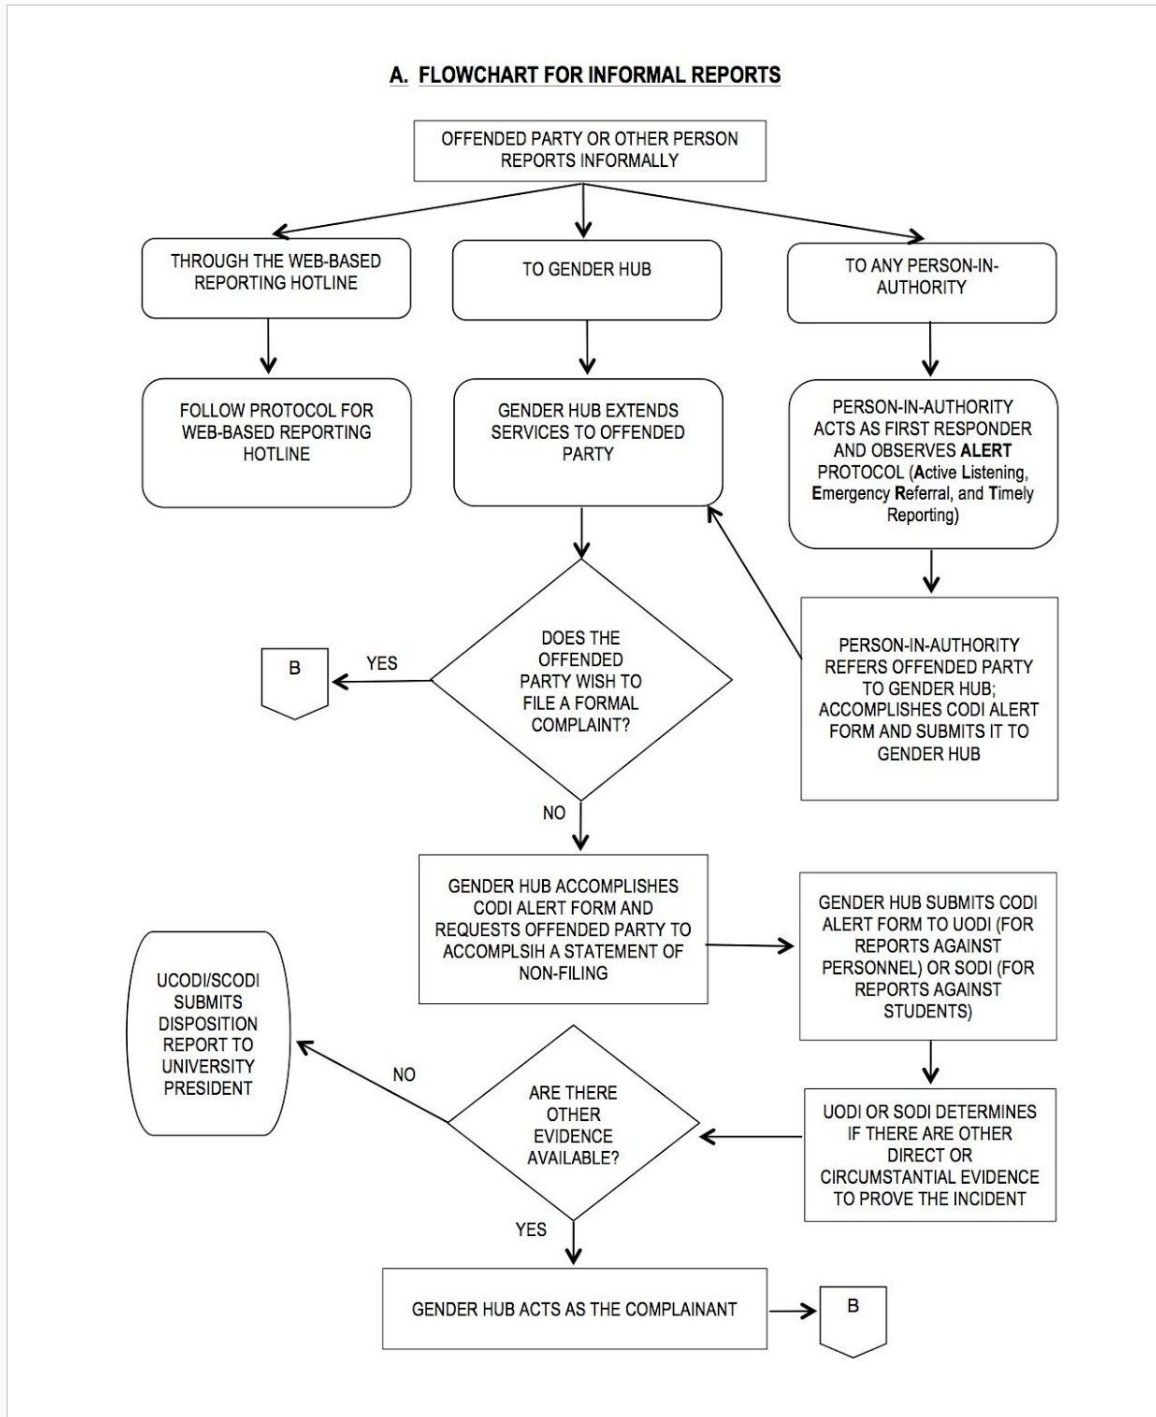 A. FLOWCHART FOR INFORMAL REPORTS
OFFENDED PARTY OR OTHER PERSON
REPORTS INFORMALLY
THROUGH THE WEB-BASED
REPORTING HOTLINE
TO GENDER HUB
TO ANY PERSON-IN-
AUTHORITY
FOLLOW PROTOCOL FOR
WEB-BASED REPORTING
HOTLINE
GENDER HUB EXTENDS
SERVICES TO OFFENDED
PARTY
PERSON-IN-AUTHORITY
ACTS AS FIRST RESPONDER
AND OBSERVES ALERT
PROTOCOL (Active Listening,
Emergency Referral, and Timely
Reporting)
DOES THE
OFFENDED
PARTY WISH TO
FILE A FORMAL
COMPLAINT?
YES
B
PERSON-IN-AUTHORITY
REFERS OFFENDED PARTY
TO GENDER HUB;
ACCOMPLISHES CODI ALERT
FORM AND SUBMITS IT TO
GENDER HUB
NO
GENDER HUB ACCOMPLISHES
CODI ALERT FORM AND
REQUESTS OFFENDED PARTY TO
ACCOMPLSIH A STATEMENT OF
NON-FILING
GENDER HUB SUBMITS CODI
ALERT FORM TO UODI (FOR
REPORTS AGAINST
PERSONNEL) OR SODI (FOR
REPORTS AGAINST
STUDENTS)
UODI OR SODI DETERMINES
IF THERE ARE OTHER
DIRECT OR
CIRCUMSTANTIAL EVIDENCE
TO PROVE THE INCIDENT
ARE THERE
OTHER
EVIDENCE
AVAILABLE?
NO
UCODI/SCODI
SUBMITS
DISPOSITION
REPORT TO
UNIVERSITY
PRESIDENT
YES
GENDER HUB ACTS AS THE COMPLAINANT
B